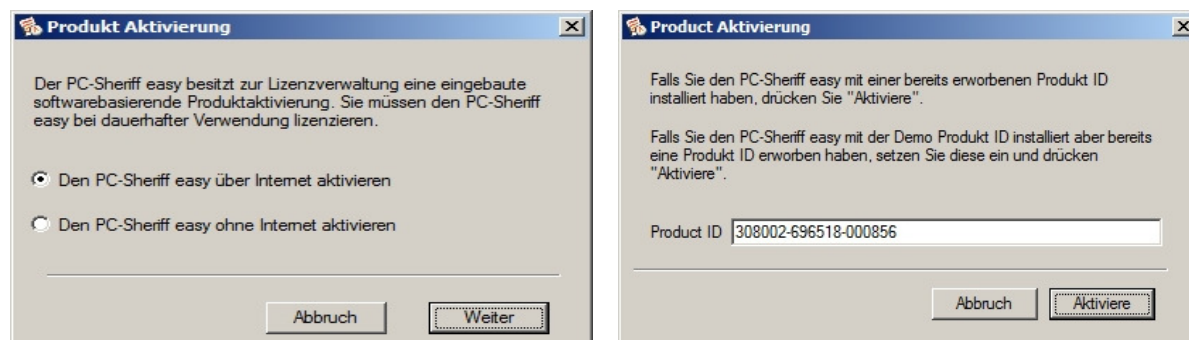 Produkt Aktivierung
Der PC-Sheriff easy besitzt zur Lizenzverwaltung eine eingebaute
softwarebasierende Produktaktivierung. Sie müssen den PC-Sheriff
easy bei dauerhafter Verwendung lizenzieren.
Den PC-Sheriff easy über Internet aktivieren
Den PC-Sheriff easy ohne Internet aktivieren
Abbruch
Weiter
Product Aktivierung
Falls Sie den PC-Sheriff easy mit einer bereits erworbenen Produkt ID
installiert haben, drücken Sie "Aktiviere".
Falls Sie den PC-Sheriff easy mit der Demo Produkt ID installiert aber bereits
eine Produkt ID erworben haben, setzen Sie diese ein und drücken
"Aktiviere".
Product ID 308002-696518-000856
Abbruch
Aktiviere